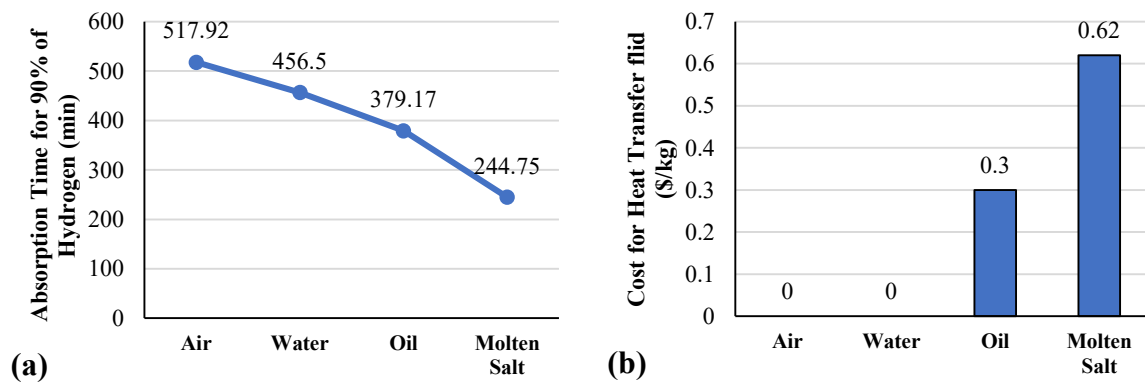 Absorption Time for 90% of
Hydrogen (min)
600
500
400
300
200
100
0
517.92
456.5
379.17
244.75
Air
Water
Oil
Molten
Salt
(a)
Cost for Heat Transfer flid
($/kg)
0.7
0.6
0.5
0.4
0.3
0.2
0.1
0
0
0
0.3
0.62
Air
Water
Oil
Molten
Salt
(b)